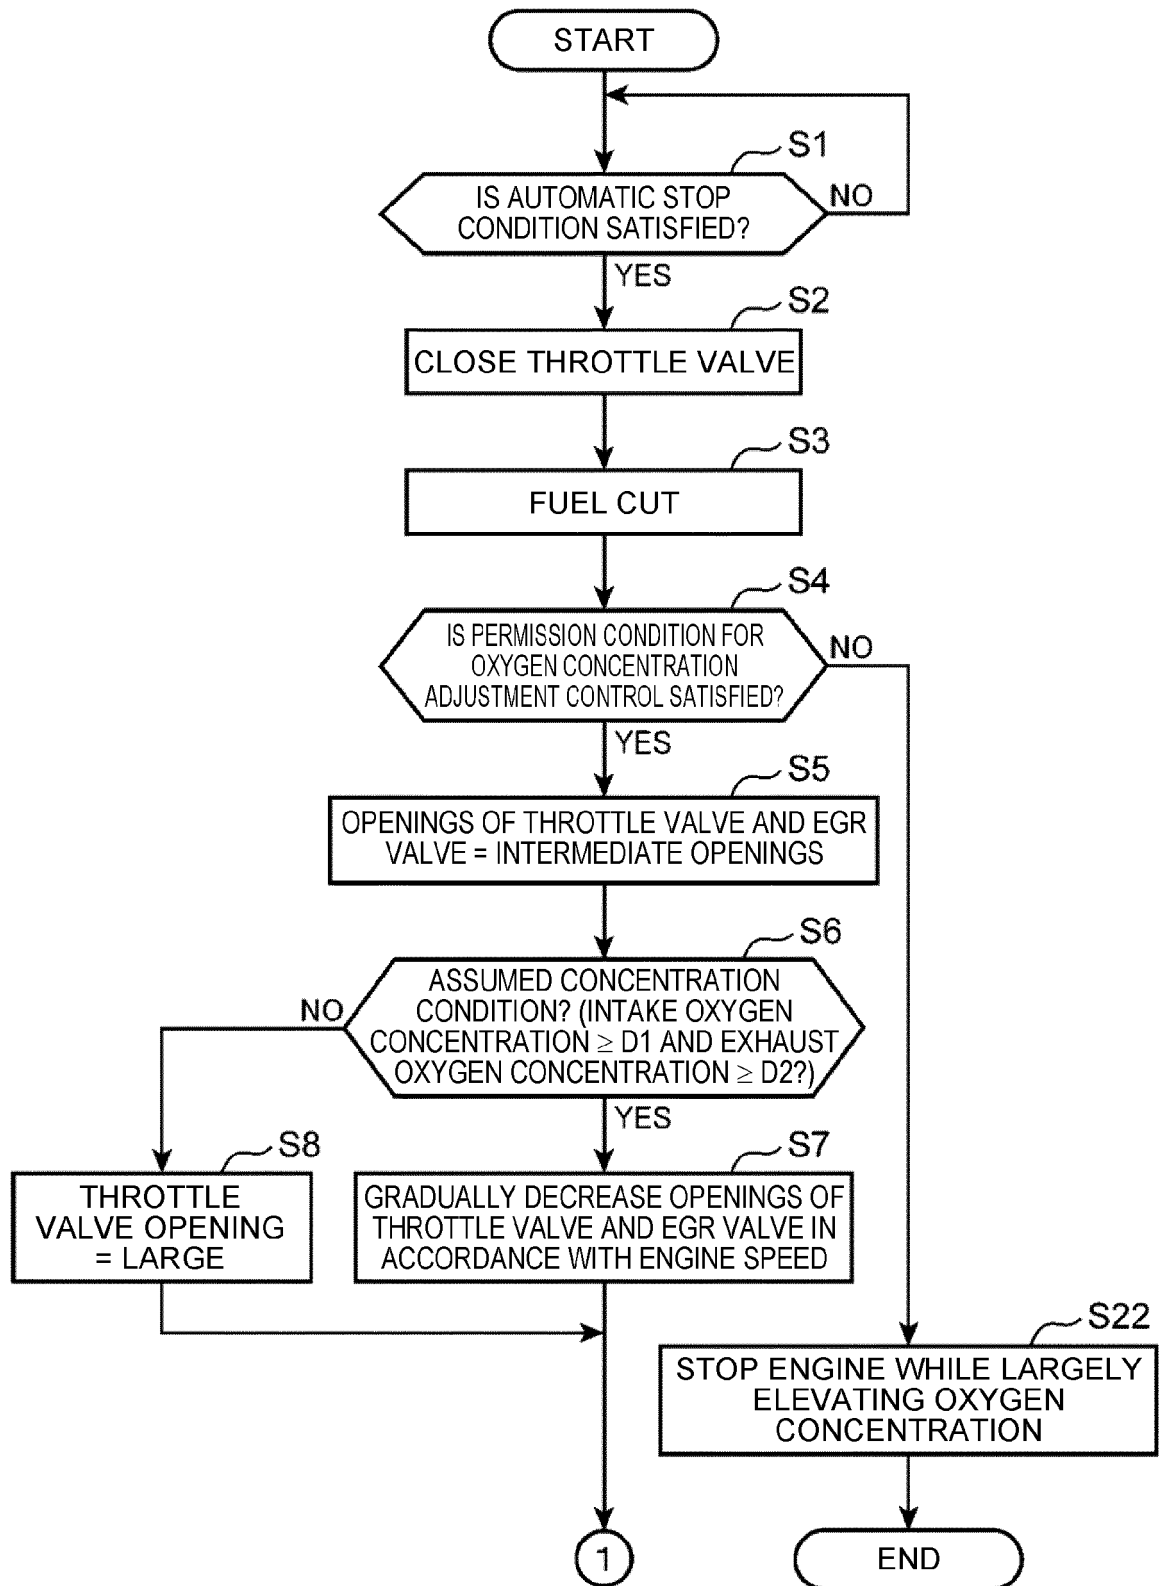 START
S1
IS AUTOMATIC STOP
CONDITION SATISFIED?
NO
YES
S2
CLOSE THROTTLE VALVE
S3
FUEL CUT
S4
IS PERMISSION CONDITION FOR
OXYGEN CONCENTRATION
ADJUSTMENT CONTROL SATISFIED?
NO
YES
S5
OPENINGS OF THROTTLE VALVE AND EGR
VALVE = INTERMEDIATE OPENINGS
S6
ASSUMED CONCENTRATION
CONDITION? (INTAKE OXYGEN
CONCENTRATION ≥ D1 AND EXHAUST
OXYGEN CONCENTRATION ≥ D2?)
NO
YES
S8
THROTTLE
VALVE OPENING
= LARGE
S7
GRADUALLY DECREASE OPENINGS OF
THROTTLE VALVE AND EGR VALVE IN
ACCORDANCE WITH ENGINE SPEED
S22
STOP ENGINE WHILE LARGELY
ELEVATING OXYGEN
CONCENTRATION
1
END